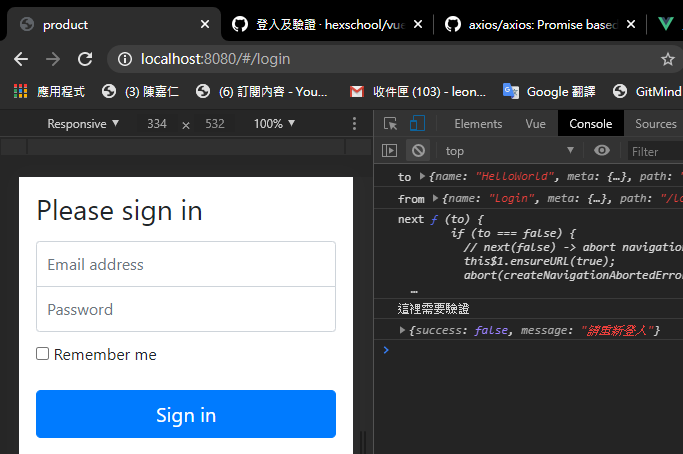 product
登入及驗證 · hexschool/vue
axios/axios: Promise based
localhost:8080/#/login
應用程式
(3) 陳嘉仁
(6) 訂閱內容 - You...
收件匣 (103) - leon...
Google 翻譯
GitMind
Responsive ▼ 334 × 532 100% ▼
Elements Vue Console Sources
top ▼ Filter
Please sign in
Email address
Password
Remember me
Sign in
to ▶{name: "HelloWorld", meta: {…}, path: "
from ▶{name: "Login", meta: {…}, path: "/lo
next ƒ (to) {
if (to === false) {
// next(false) -> abort navigatio
this$1.ensureURL(true);
abort(createNavigationAbortedErro
…
這裡需要驗證
▶{success: false, message: "請重新登入"}
>